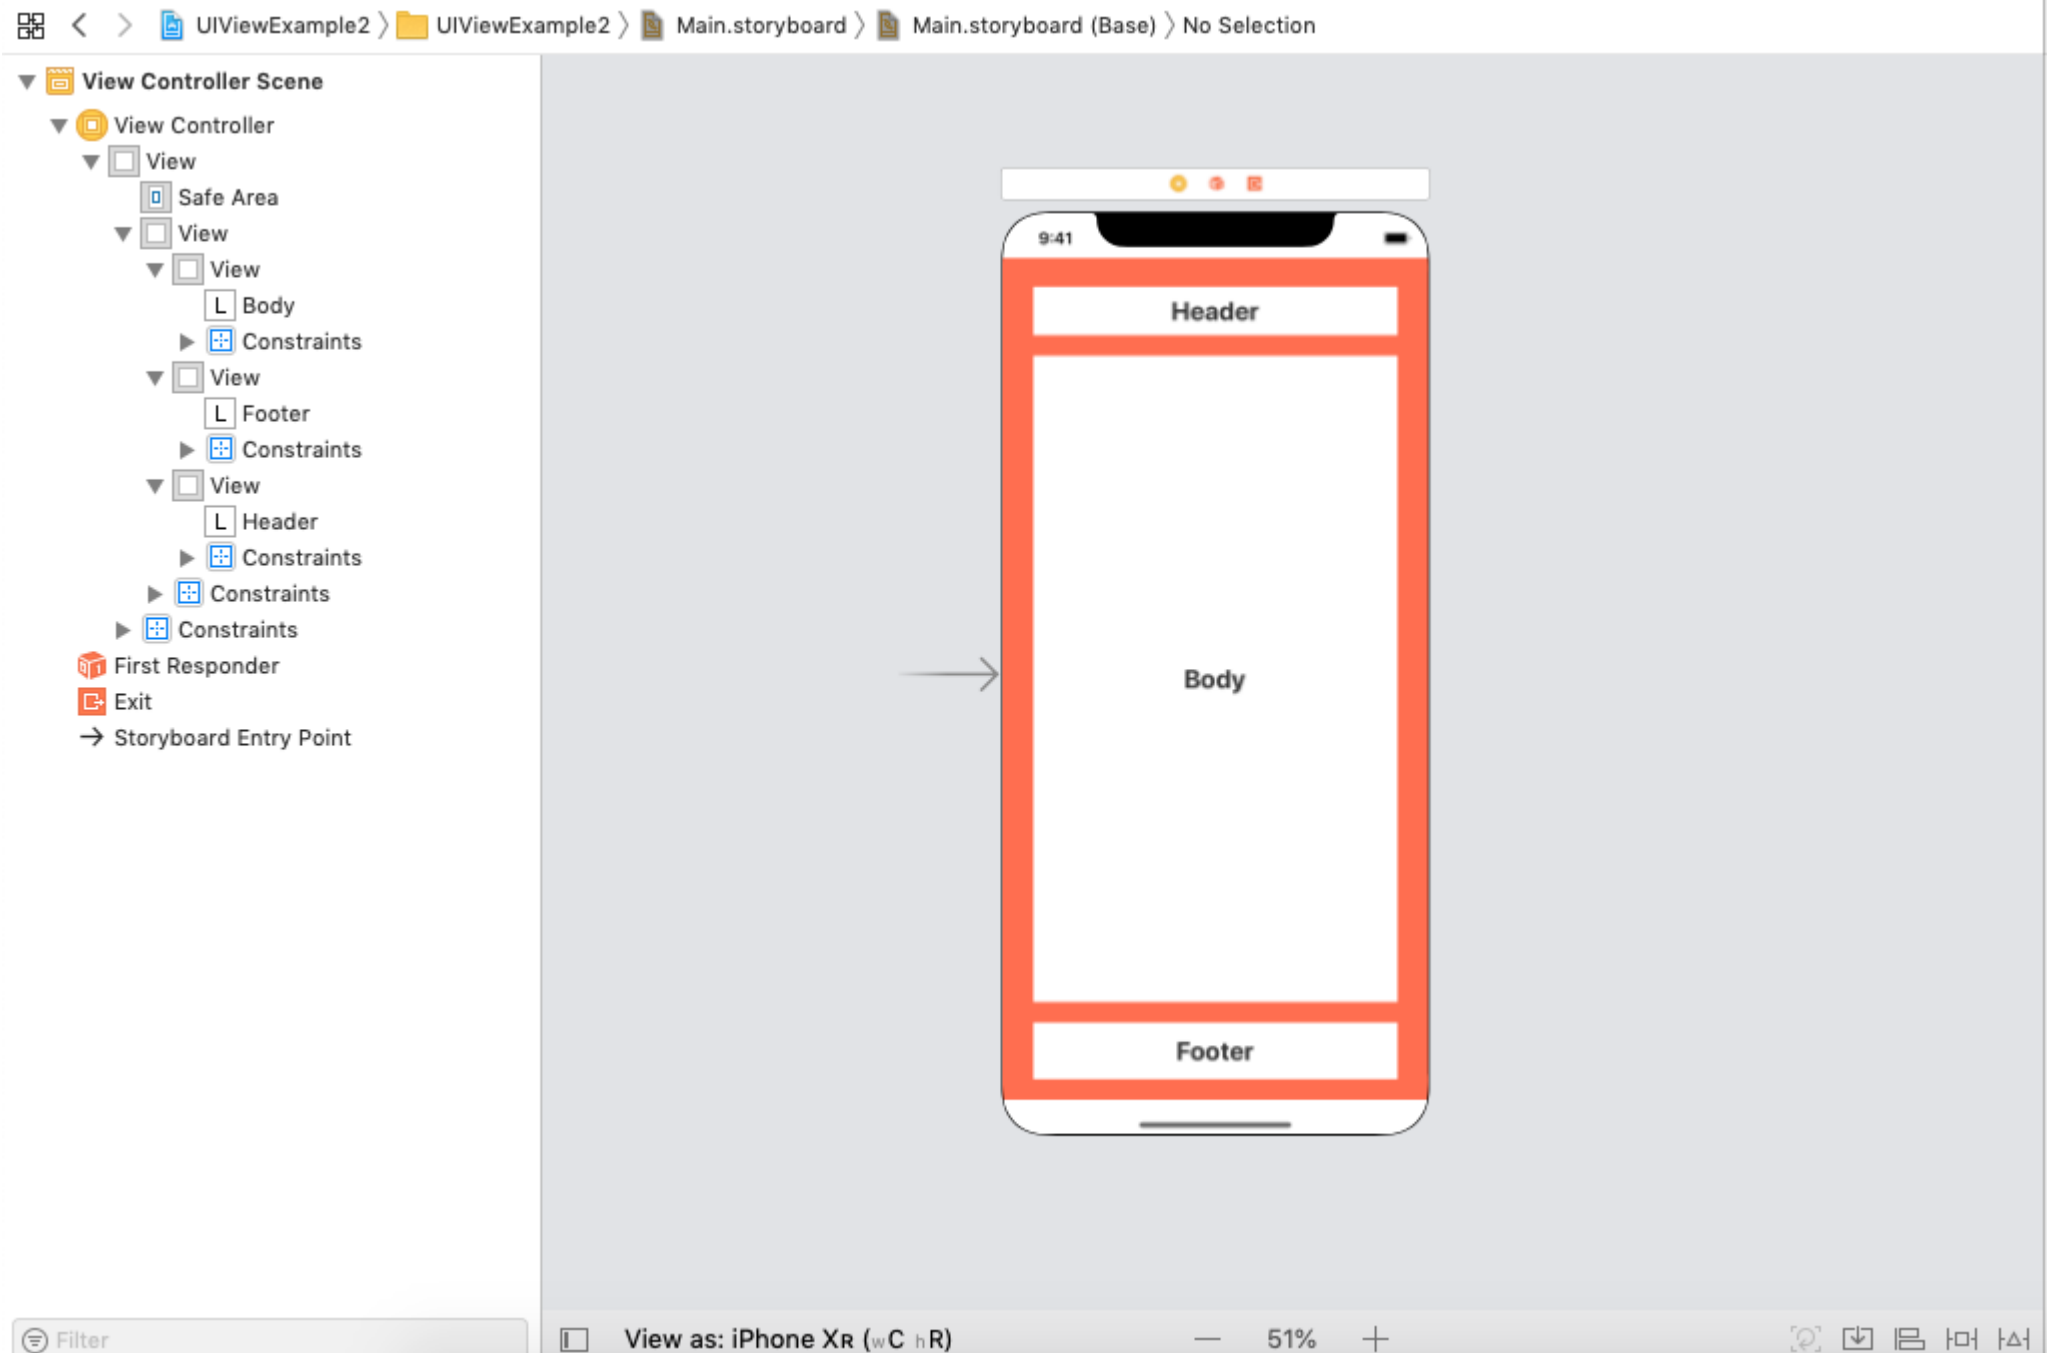 UIViewExample2 〉 UIViewExample2 〉 Main.storyboard 〉 Main.storyboard (Base) 〉 No Selection
View Controller Scene
View Controller
View
Safe Area
View
View
L Body
Constraints
View
L Footer
Constraints
View
L Header
Constraints
Constraints
Constraints
First Responder
Exit
Storyboard Entry Point
Filter
9:41
Header
Body
Footer
View as: iPhone XR (wC hR)
51%